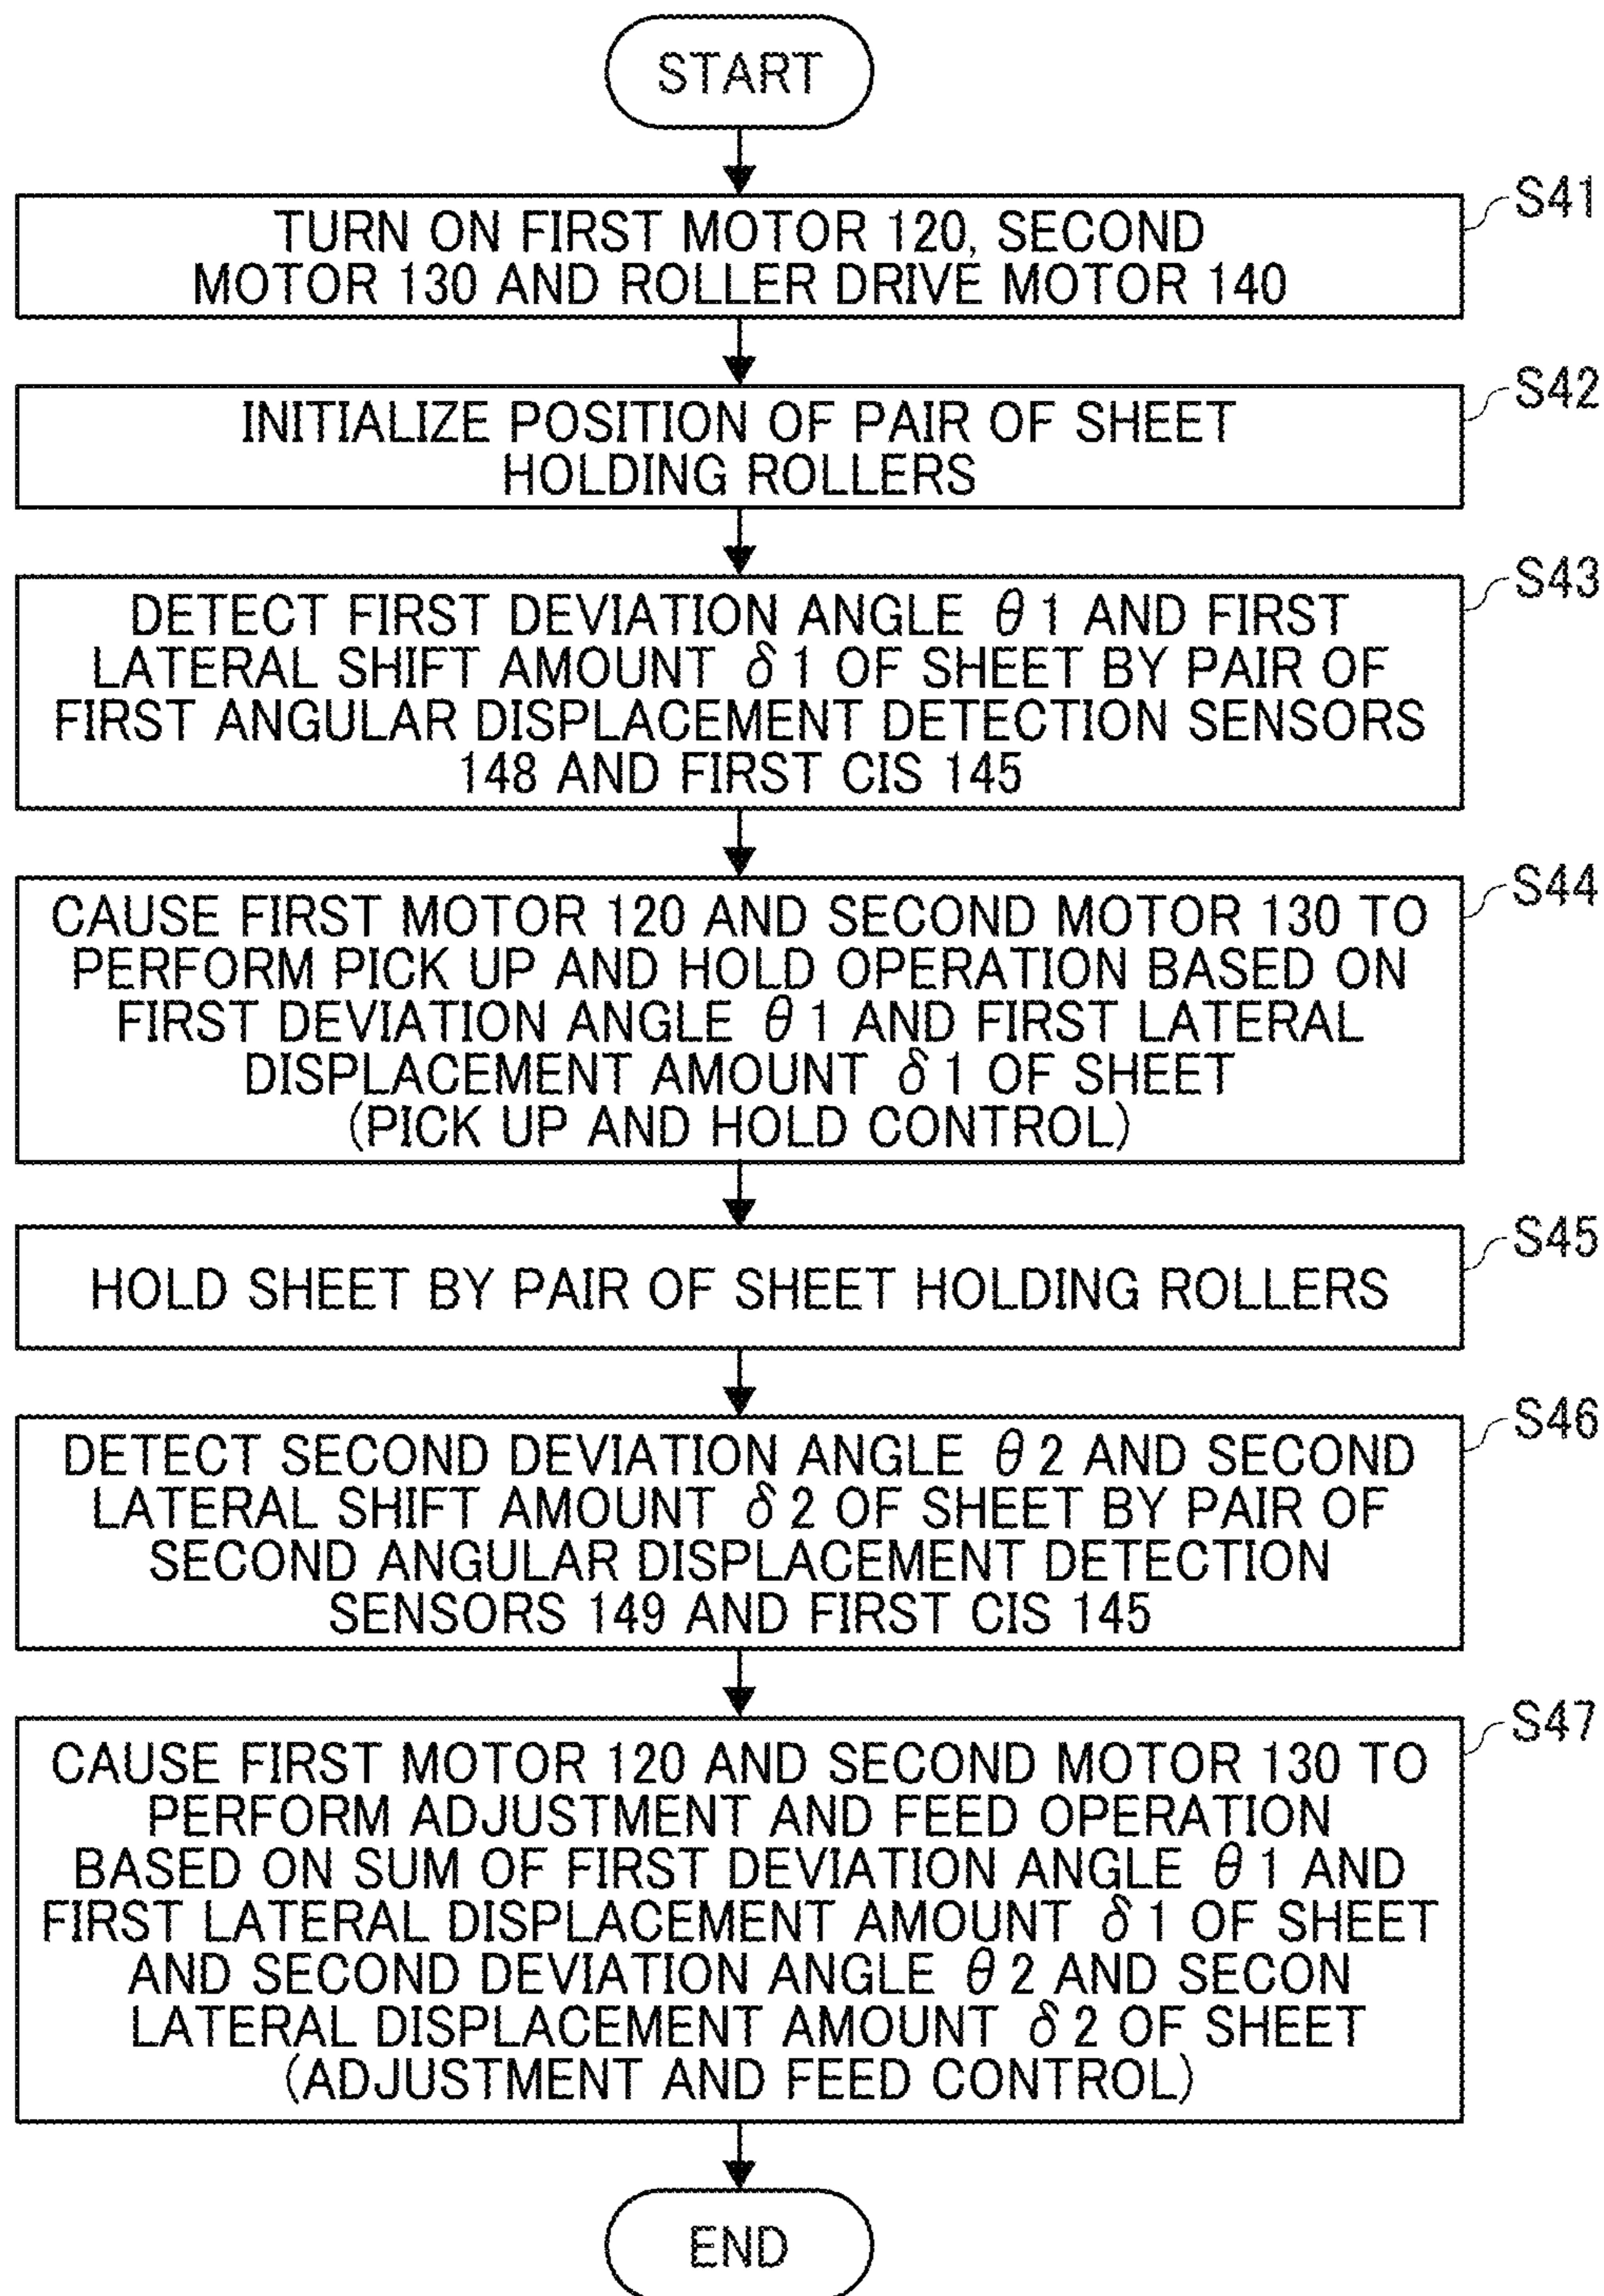 START
S41
TURN ON FIRST MOTOR 120, SECOND
MOTOR 130 AND ROLLER DRIVE MOTOR 140
S42
INITIALIZE POSITION OF PAIR OF SHEET
HOLDING ROLLERS
S43
DETECT FIRST DEVIATION ANGLE θ1 AND FIRST
LATERAL SHIFT AMOUNT δ1 OF SHEET BY PAIR OF
FIRST ANGULAR DISPLACEMENT DETECTION SENSORS
148 AND FIRST CIS 145
S44
CAUSE FIRST MOTOR 120 AND SECOND MOTOR 130 TO
PERFORM PICK UP AND HOLD OPERATION BASED ON
FIRST DEVIATION ANGLE θ1 AND FIRST LATERAL
DISPLACEMENT AMOUNT δ1 OF SHEET
(PICK UP AND HOLD CONTROL)
S45
HOLD SHEET BY PAIR OF SHEET HOLDING ROLLERS
S46
DETECT SECOND DEVIATION ANGLE θ2 AND SECOND
LATERAL SHIFT AMOUNT δ2 OF SHEET BY PAIR OF
SECOND ANGULAR DISPLACEMENT DETECTION
SENSORS 149 AND FIRST CIS 145
S47
CAUSE FIRST MOTOR 120 AND SECOND MOTOR 130 TO
PERFORM ADJUSTMENT AND FEED OPERATION
BASED ON SUM OF FIRST DEVIATION ANGLE θ1 AND
FIRST LATERAL DISPLACEMENT AMOUNT δ1 OF SHEET
AND SECOND DEVIATION ANGLE θ2 AND SECON
LATERAL DISPLACEMENT AMOUNT δ2 OF SHEET
(ADJUSTMENT AND FEED CONTROL)
END